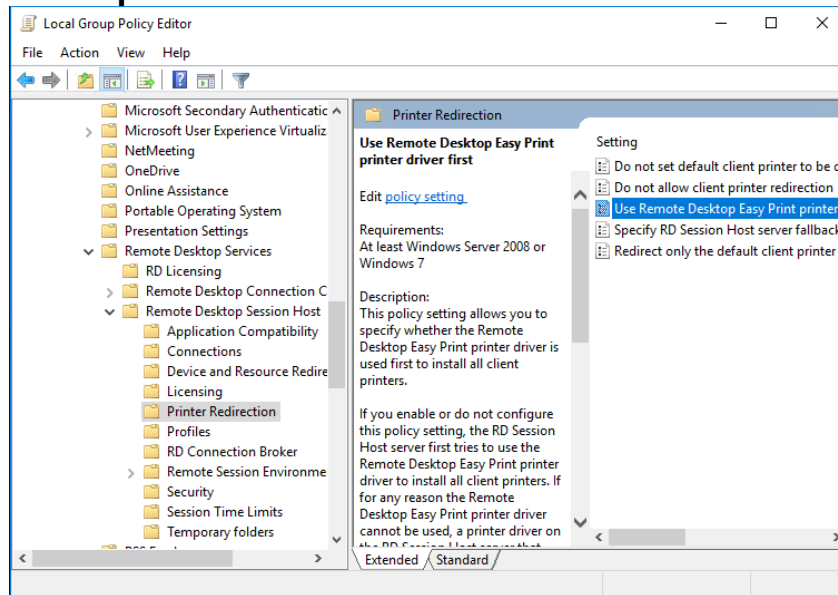 Local Group Policy Editor
File Action View Help
Microsoft Secondary Authenticatic
Microsoft User Experience Virtualiz
NetMeeting
OneDrive
Online Assistance
Portable Operating System
Presentation Settings
Remote Desktop Services
RD Licensing
Remote Desktop Connection C
Remote Desktop Session Host
Application Compatibility
Connections
Device and Resource Redire
Licensing
Printer Redirection
Profiles
RD Connection Broker
Remote Session Environme
Security
Session Time Limits
Temporary folders
Printer Redirection
Use Remote Desktop Easy Print
printer driver first
Edit policy setting
Requirements:
At least Windows Server 2008 or
Windows 7
Description:
This policy setting allows you to
specify whether the Remote
Desktop Easy Print printer driver is
used first to install all client
printers.
If you enable or do not configure
this policy setting, the RD Session
Host server first tries to use the
Remote Desktop Easy Print printer
driver to install all client printers. If
for any reason the Remote
Desktop Easy Print printer driver
cannot be used, a printer driver on
the RD Session Host server that
Setting
Do not set default client printer to be
Do not allow client printer redirection
Use Remote Desktop Easy Print printer
Specify RD Session Host server fallback
Redirect only the default client printer
Extended Standard